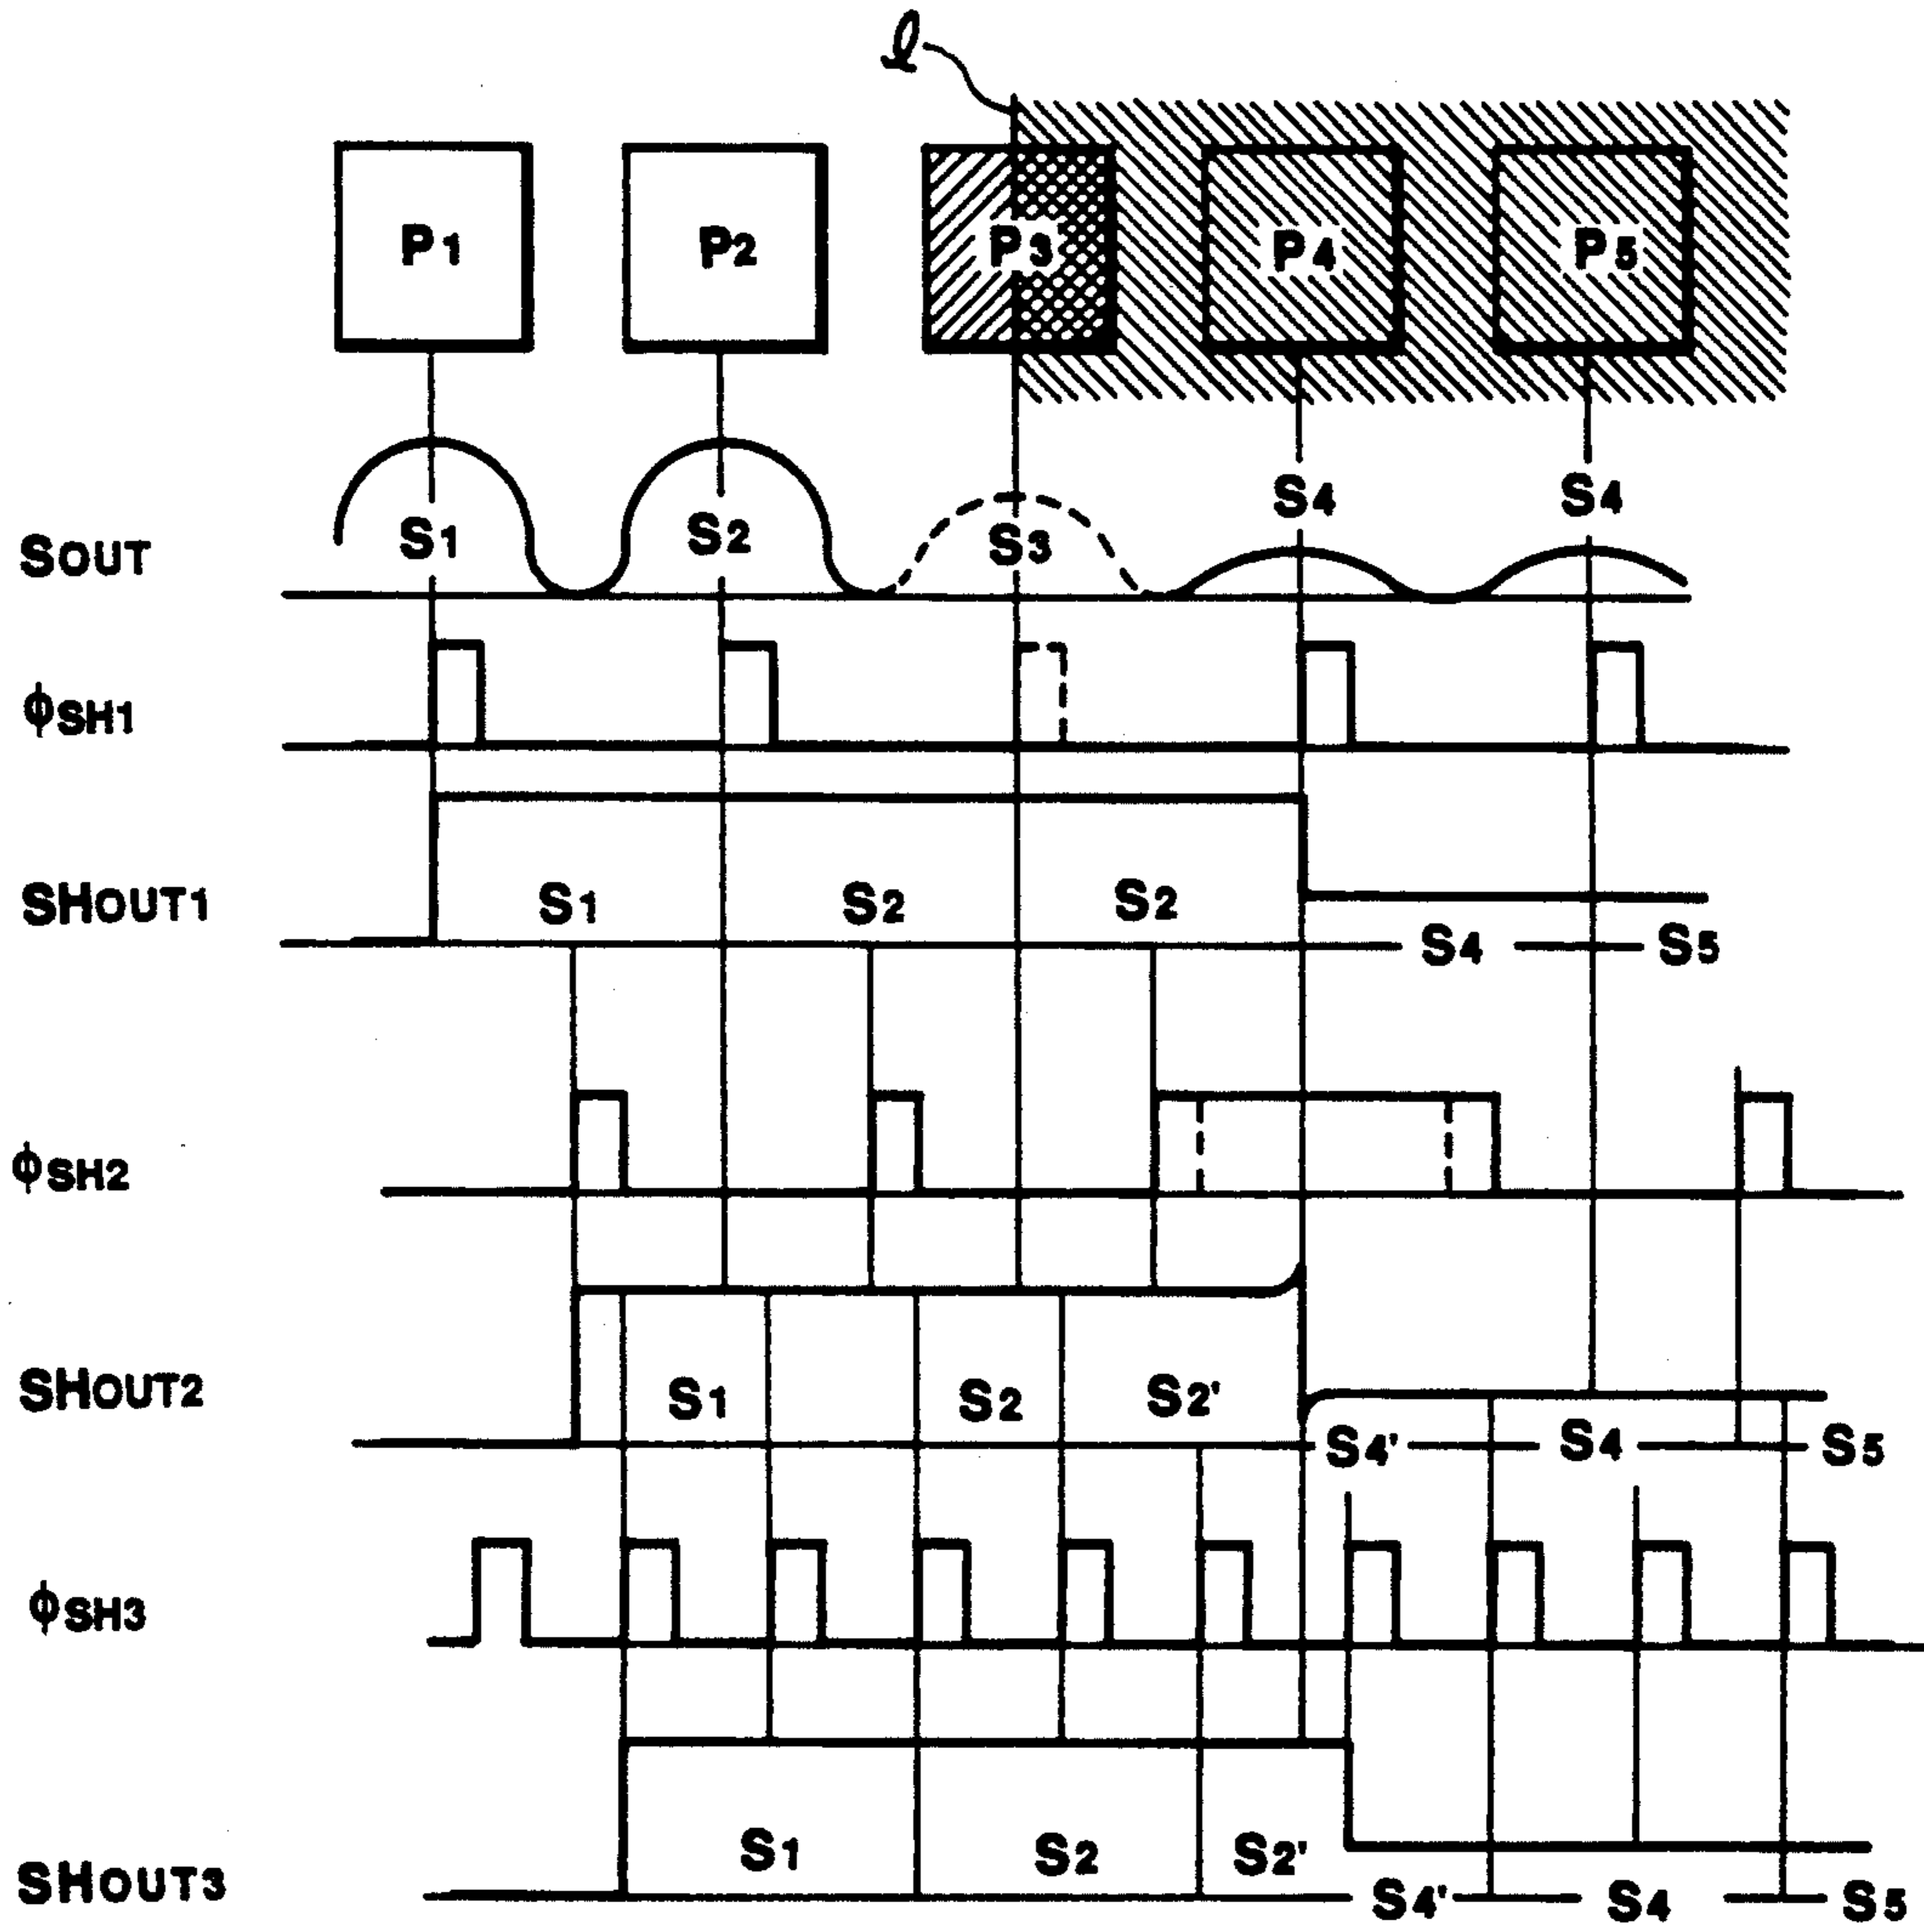 ℓ
P1 P2 P3 P4 P5
S4 S4
SOUT S1 S2 S3
ϕSH1
SHOUT1 S1 S2 S2
S4 S5
ϕSH2
SHOUT2 S1 S2 S2'
S4' S4 S5
ϕSH3
SHOUT3 S1 S2 S2'
S4' S4 S5